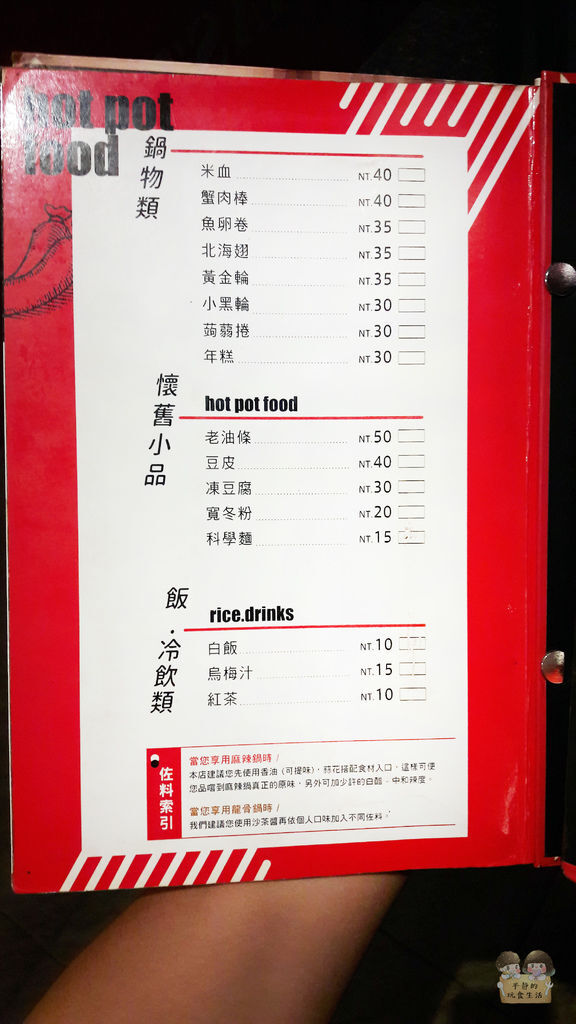 hot pot
food
鍋物類
米血 NT.40
蟹肉棒 NT.40
魚卵卷 NT.35
北海翅 NT.35
黃金輪 NT.35
小黑輪 NT.30
蒟蒻捲 NT.30
年糕 NT.30
懷舊小品
hot pot food
老油條 NT.50
豆皮 NT.40
凍豆腐 NT.30
寬冬粉 NT.20
科學麵 NT.15
飯.冷飲類
rice.drinks
白飯 NT.10
烏梅汁 NT.15
紅茶 NT.10
佐料索引
當您享用麻辣鍋時 /
本店建議您先使用香油（可提味）, 蒜花搭配食材入口, 這樣可使
您品嚐到麻辣鍋真正的原味, 另外可加少許的白醋, 中和辣度。
當您享用龍骨鍋時 /
我們建議您使用沙茶醬再依個人口味加入不同佐料。
平靜的
玩食生活